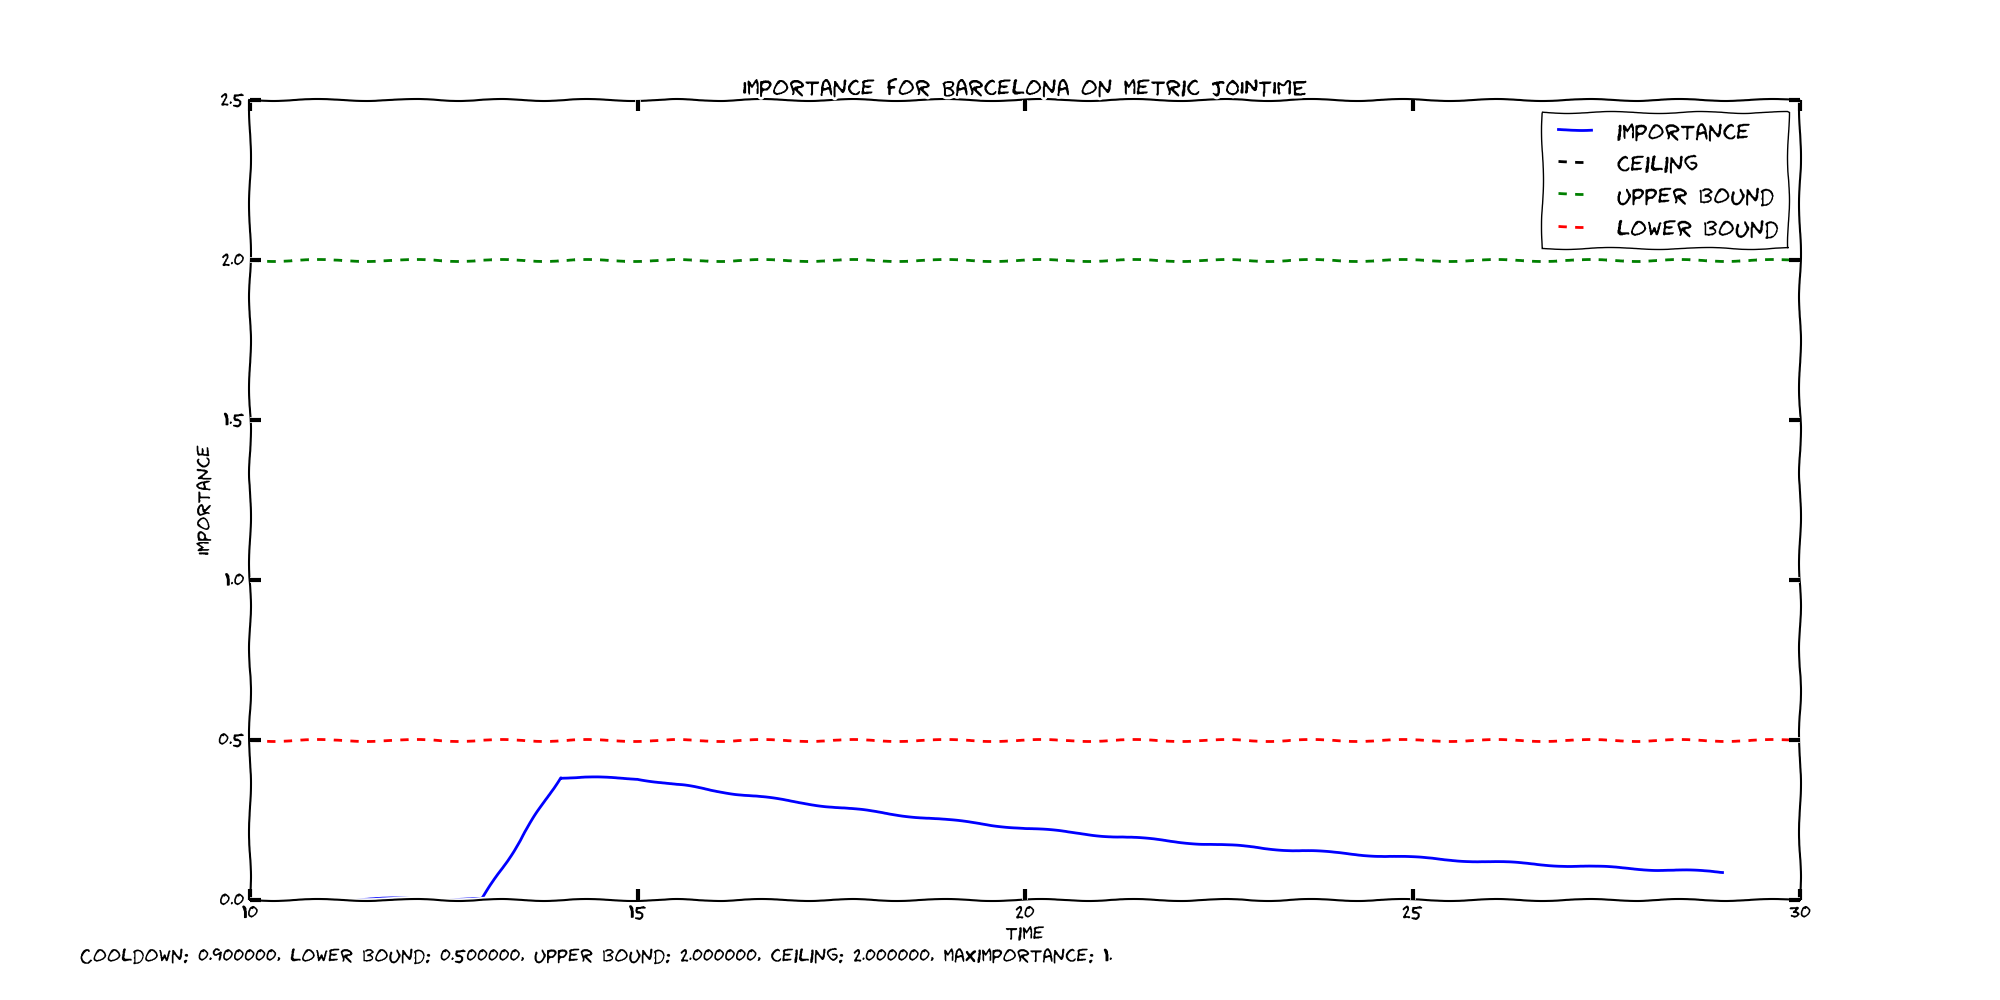 IMPORTANCE FOR BARCELONA ON METRIC JOINTIME
2.5
IMPORTANCE
CEILING
UPPER BOUND
LOWER BOUND
2.0
1.5
IMPORTANCE
1.0
0.5
0.0
10 15 20 25 30
TIME
COOLDOWN: 0.900000, LOWER BOUND: 0.500000, UPPER BOUND: 2.000000, CEILING: 2.000000, MAXIMPORTANCE: 1.